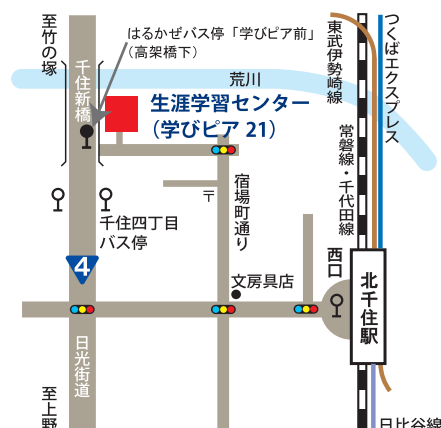 至竹の塚
はるかぜバス停「学びピア前」
（高架橋下）
東武伊勢崎線
つくばエクスプレス
千住新橋
荒川
生涯学習センター
（学びピア 21）
常磐線・千代田線
〒
宿場町通り
千住四丁目
バス停
西口
4
文房具店
北千住駅
日光街道
至上野
日比谷線